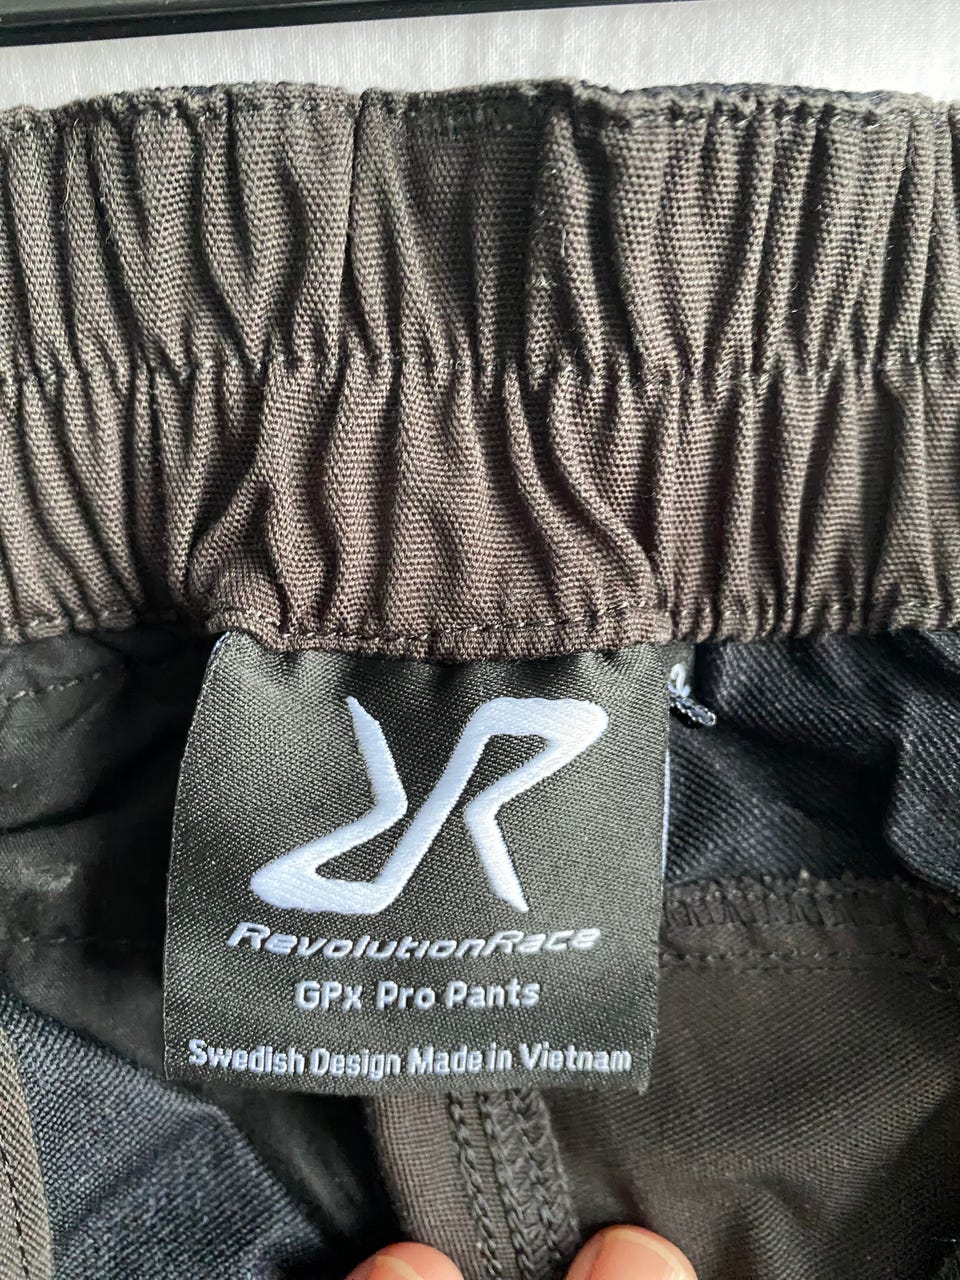 RevolutionRace
GPx Pro Pants
Swedish Design Made in Vietnam